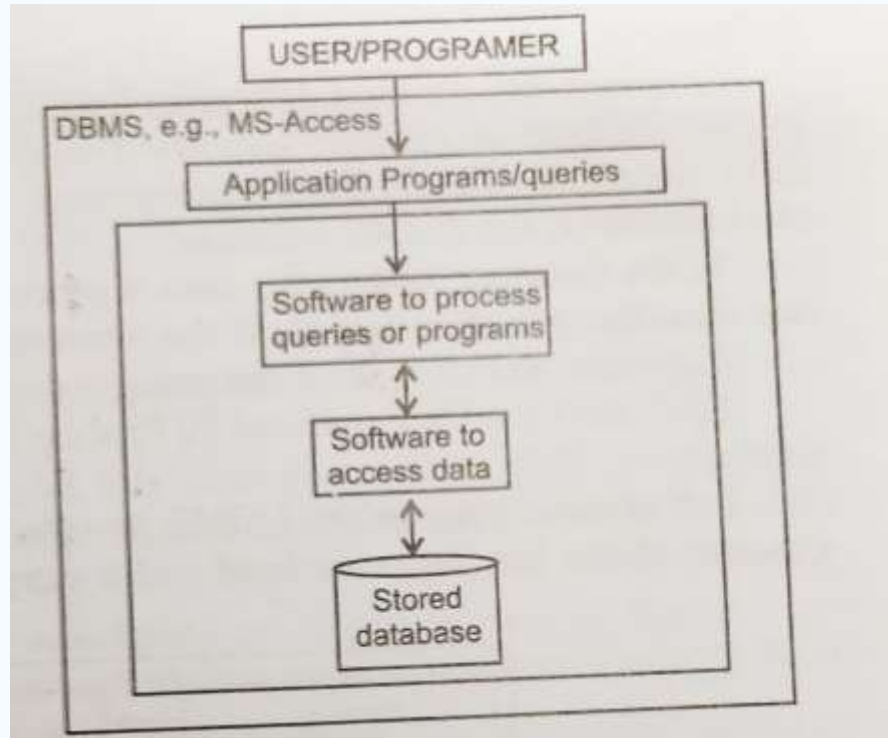 USER/PROGRAMER
DBMS, e.g., MS-Access
Application Programs/queries
Software to process
queries or programs
Software to
access data
Stored
database